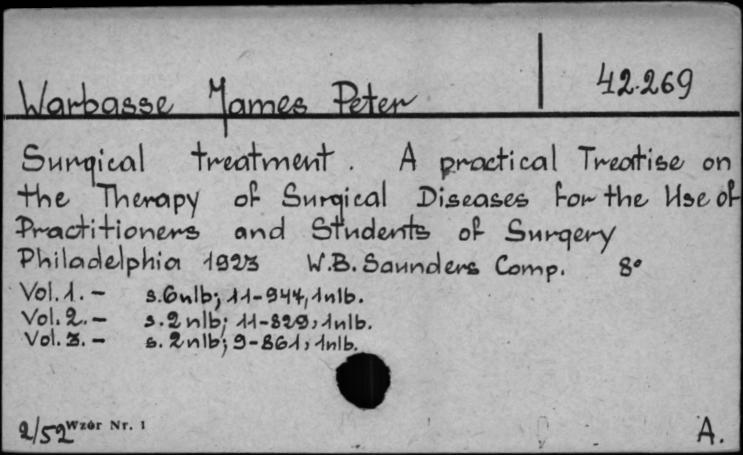 Warbasse James Peter
42.269
Surgical treatment. A practical Treatise on
the Therapy of Surgical Diseases for the Use of
Practitioners and Students of Surgery
Philadelphia 1923 W.B. Saunders Comp. 8°
Vol. 1. - s. 6nlb; 11-944, 1nlb.
Vol. 2. - s. 2nlb; 11-829, 1nlb.
Vol. 3. - s. 2nlb; 9-861, 1nlb.
2/52 Wzór Nr. 1
A.